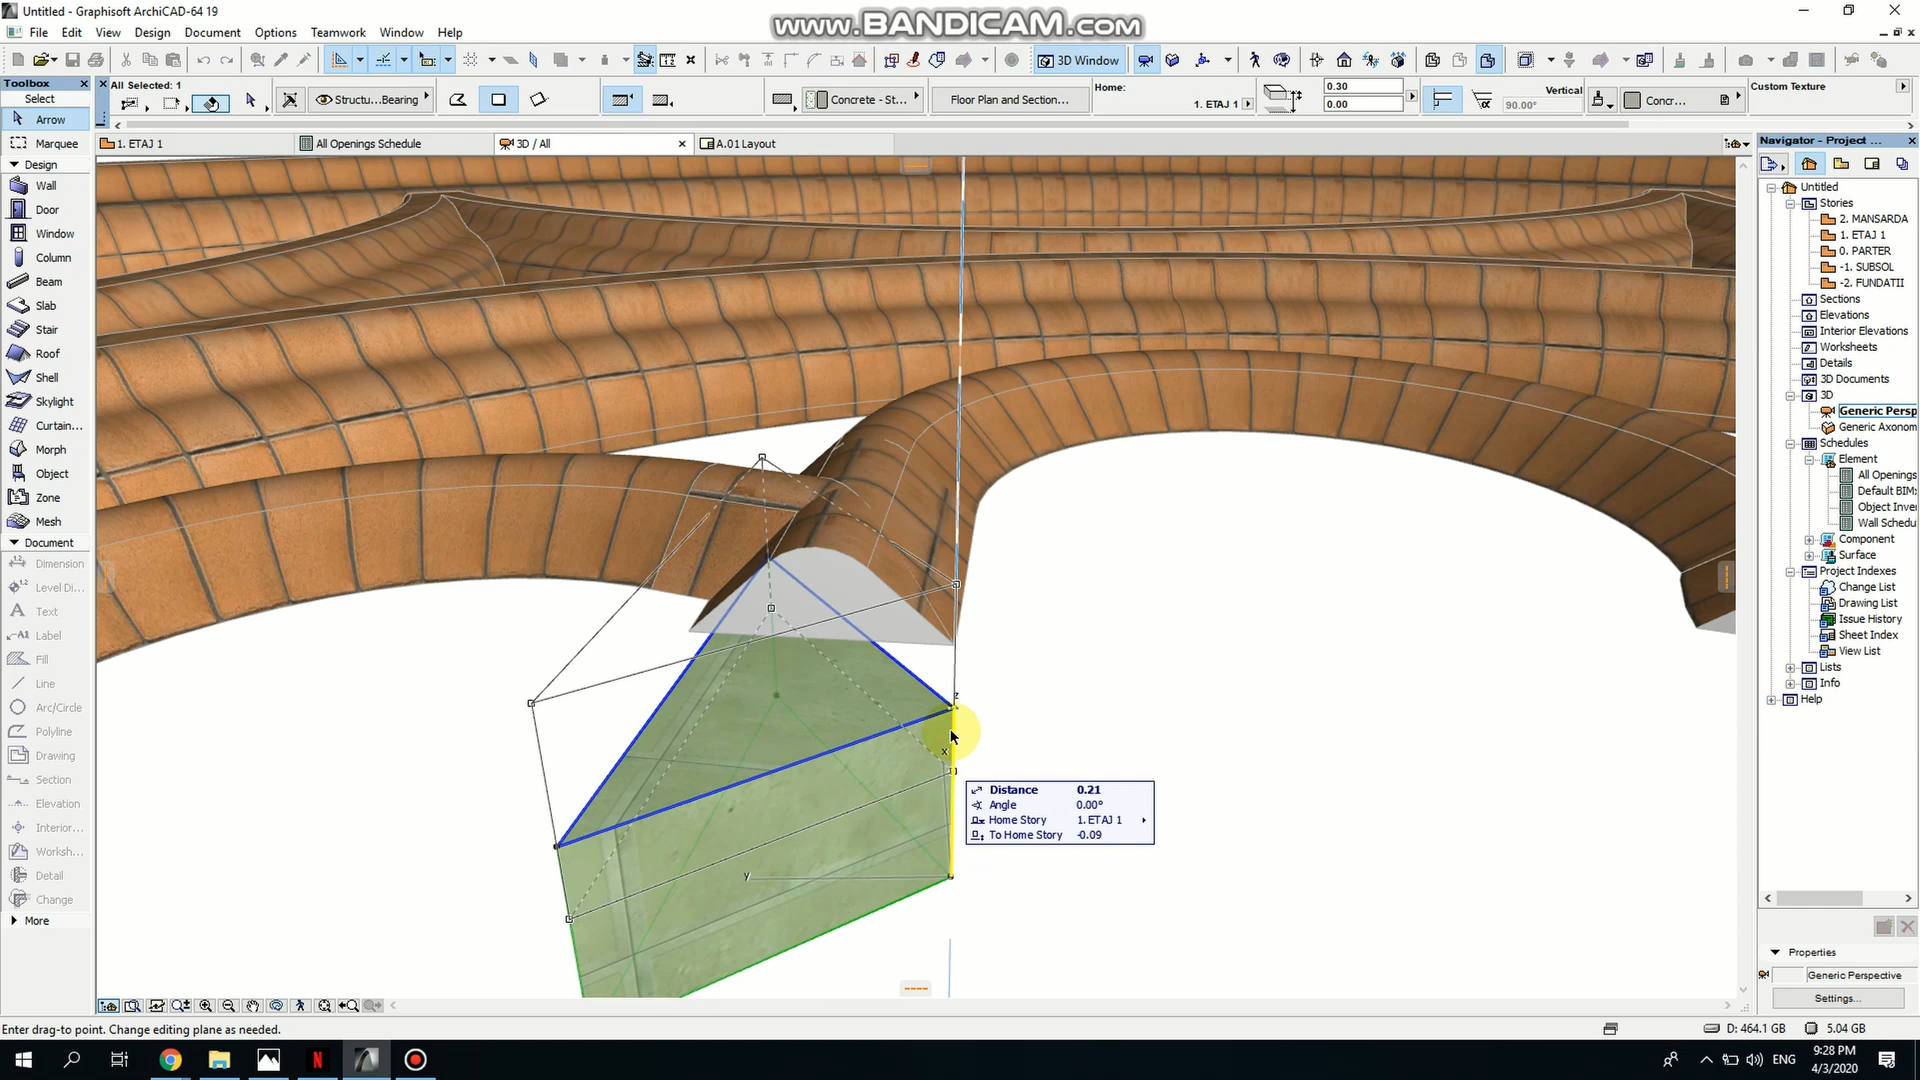 Untitled - Graphisoft ArchiCAD-64 19
www.BANDICAM.com
File Edit View Design Document Options Teamwork Window Help
3D Window
Toolbox
Select
Arrow
Marquee
Design
Wall
Door
Window
Column
Beam
Slab
Stair
Roof
Shell
Skylight
Curtain...
Morph
Object
Zone
Mesh
Document
Dimension
Level Di...
Text
Label
Fill
Line
Arc/Circle
Polyline
Drawing
Section
Elevation
Interior...
Worksh...
Detail
Change
More
All Selected: 1
Structu...Bearing
Concrete - St...
Floor Plan and Section...
Home:
1. ETAJ 1
0.30
0.00
Vertical
90.00°
Concr...
Custom Texture
1. ETAJ 1
All Openings Schedule
3D / All
A.01 Layout
z
x
y
Distance 0.21
Angle 0.00°
Home Story 1. ETAJ 1
To Home Story -0.09
Navigator - Project ...
Untitled
Stories
2. MANSARDA
1. ETAJ 1
0. PARTER
-1. SUBSOL
-2. FUNDATII
Sections
Elevations
Interior Elevations
Worksheets
Details
3D Documents
3D
Generic Persp
Generic Axonom
Schedules
Element
All Openings
Default BIM
Object Inve
Wall Schedu
Component
Surface
Project Indexes
Change List
Drawing List
Issue History
Sheet Index
View List
Lists
Info
Help
Properties
Generic Perspective
Settings...
Enter drag-to point. Change editing plane as needed.
D: 464.1 GB
5.04 GB
ENG
9:28 PM
4/3/2020